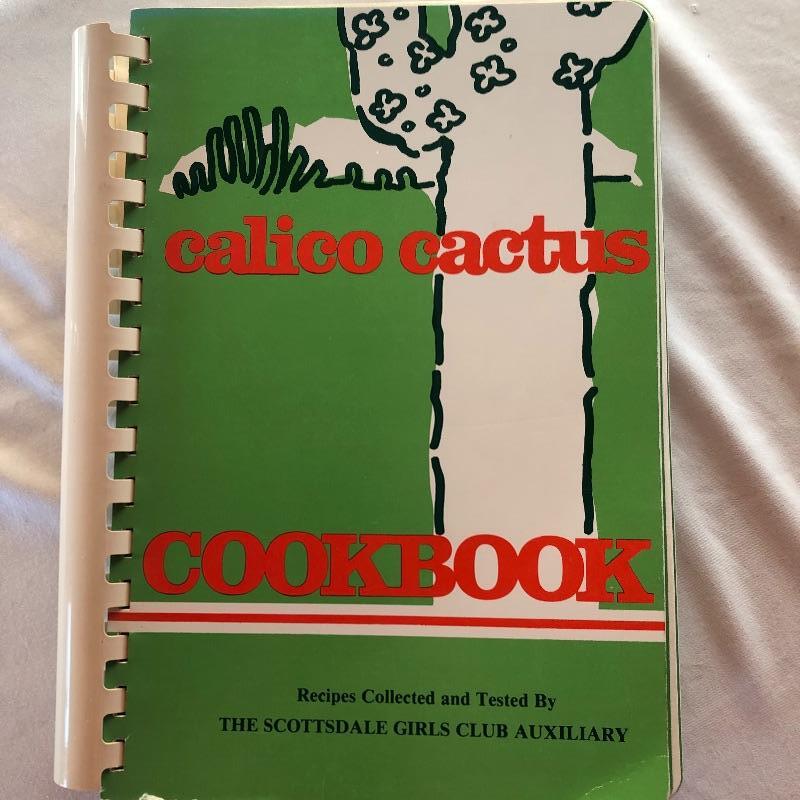 calico cactus
COOKBOOK
Recipes Collected and Tested By
THE SCOTTSDALE GIRLS CLUB AUXILIARY